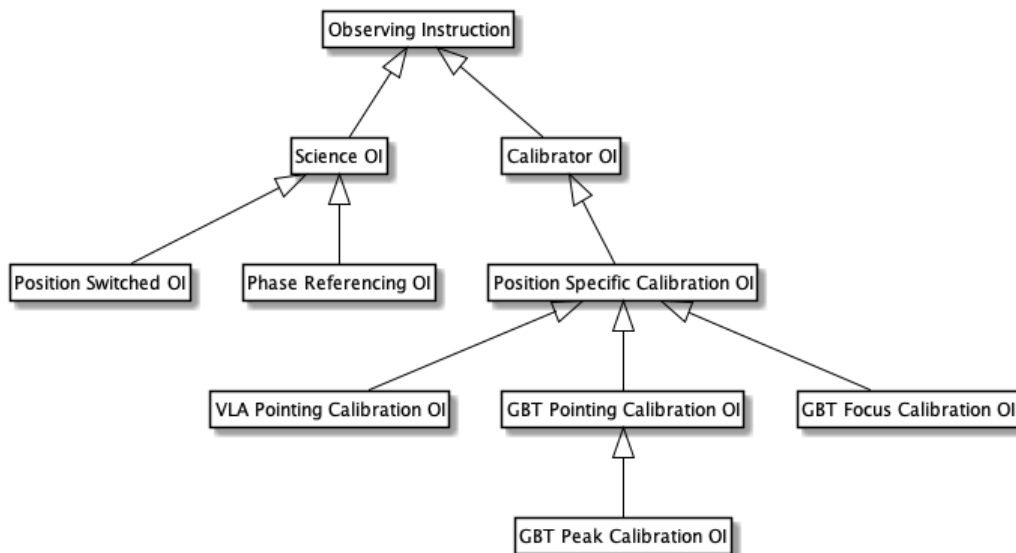 Observing Instruction
Science OI
Calibrator OI
Position Switched OI
Phase Referencing OI
Position Specific Calibration OI
VLA Pointing Calibration OI
GBT Pointing Calibration OI
GBT Focus Calibration OI
GBT Peak Calibration OI